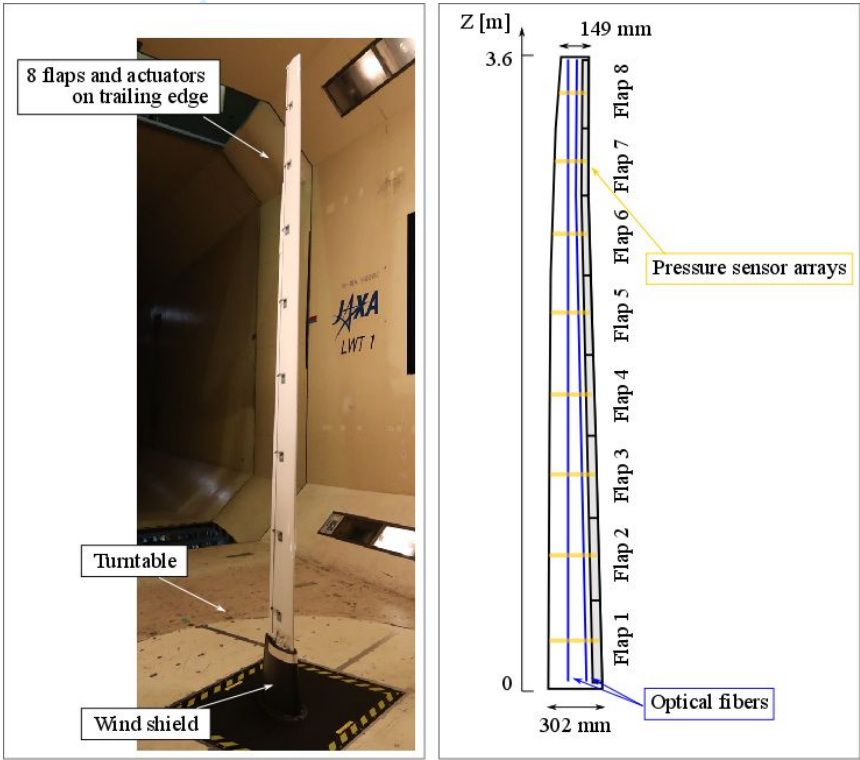 8 flaps and actuators
on trailing edge
JAXA
LWT 1
Turntable
Wind shield
Z [m]
149 mm
3.6
Flap 8
Flap 7
Flap 6
Flap 5
Pressure sensor arrays
Flap 4
Flap 3
Flap 2
Flap 1
0
Optical fibers
302 mm